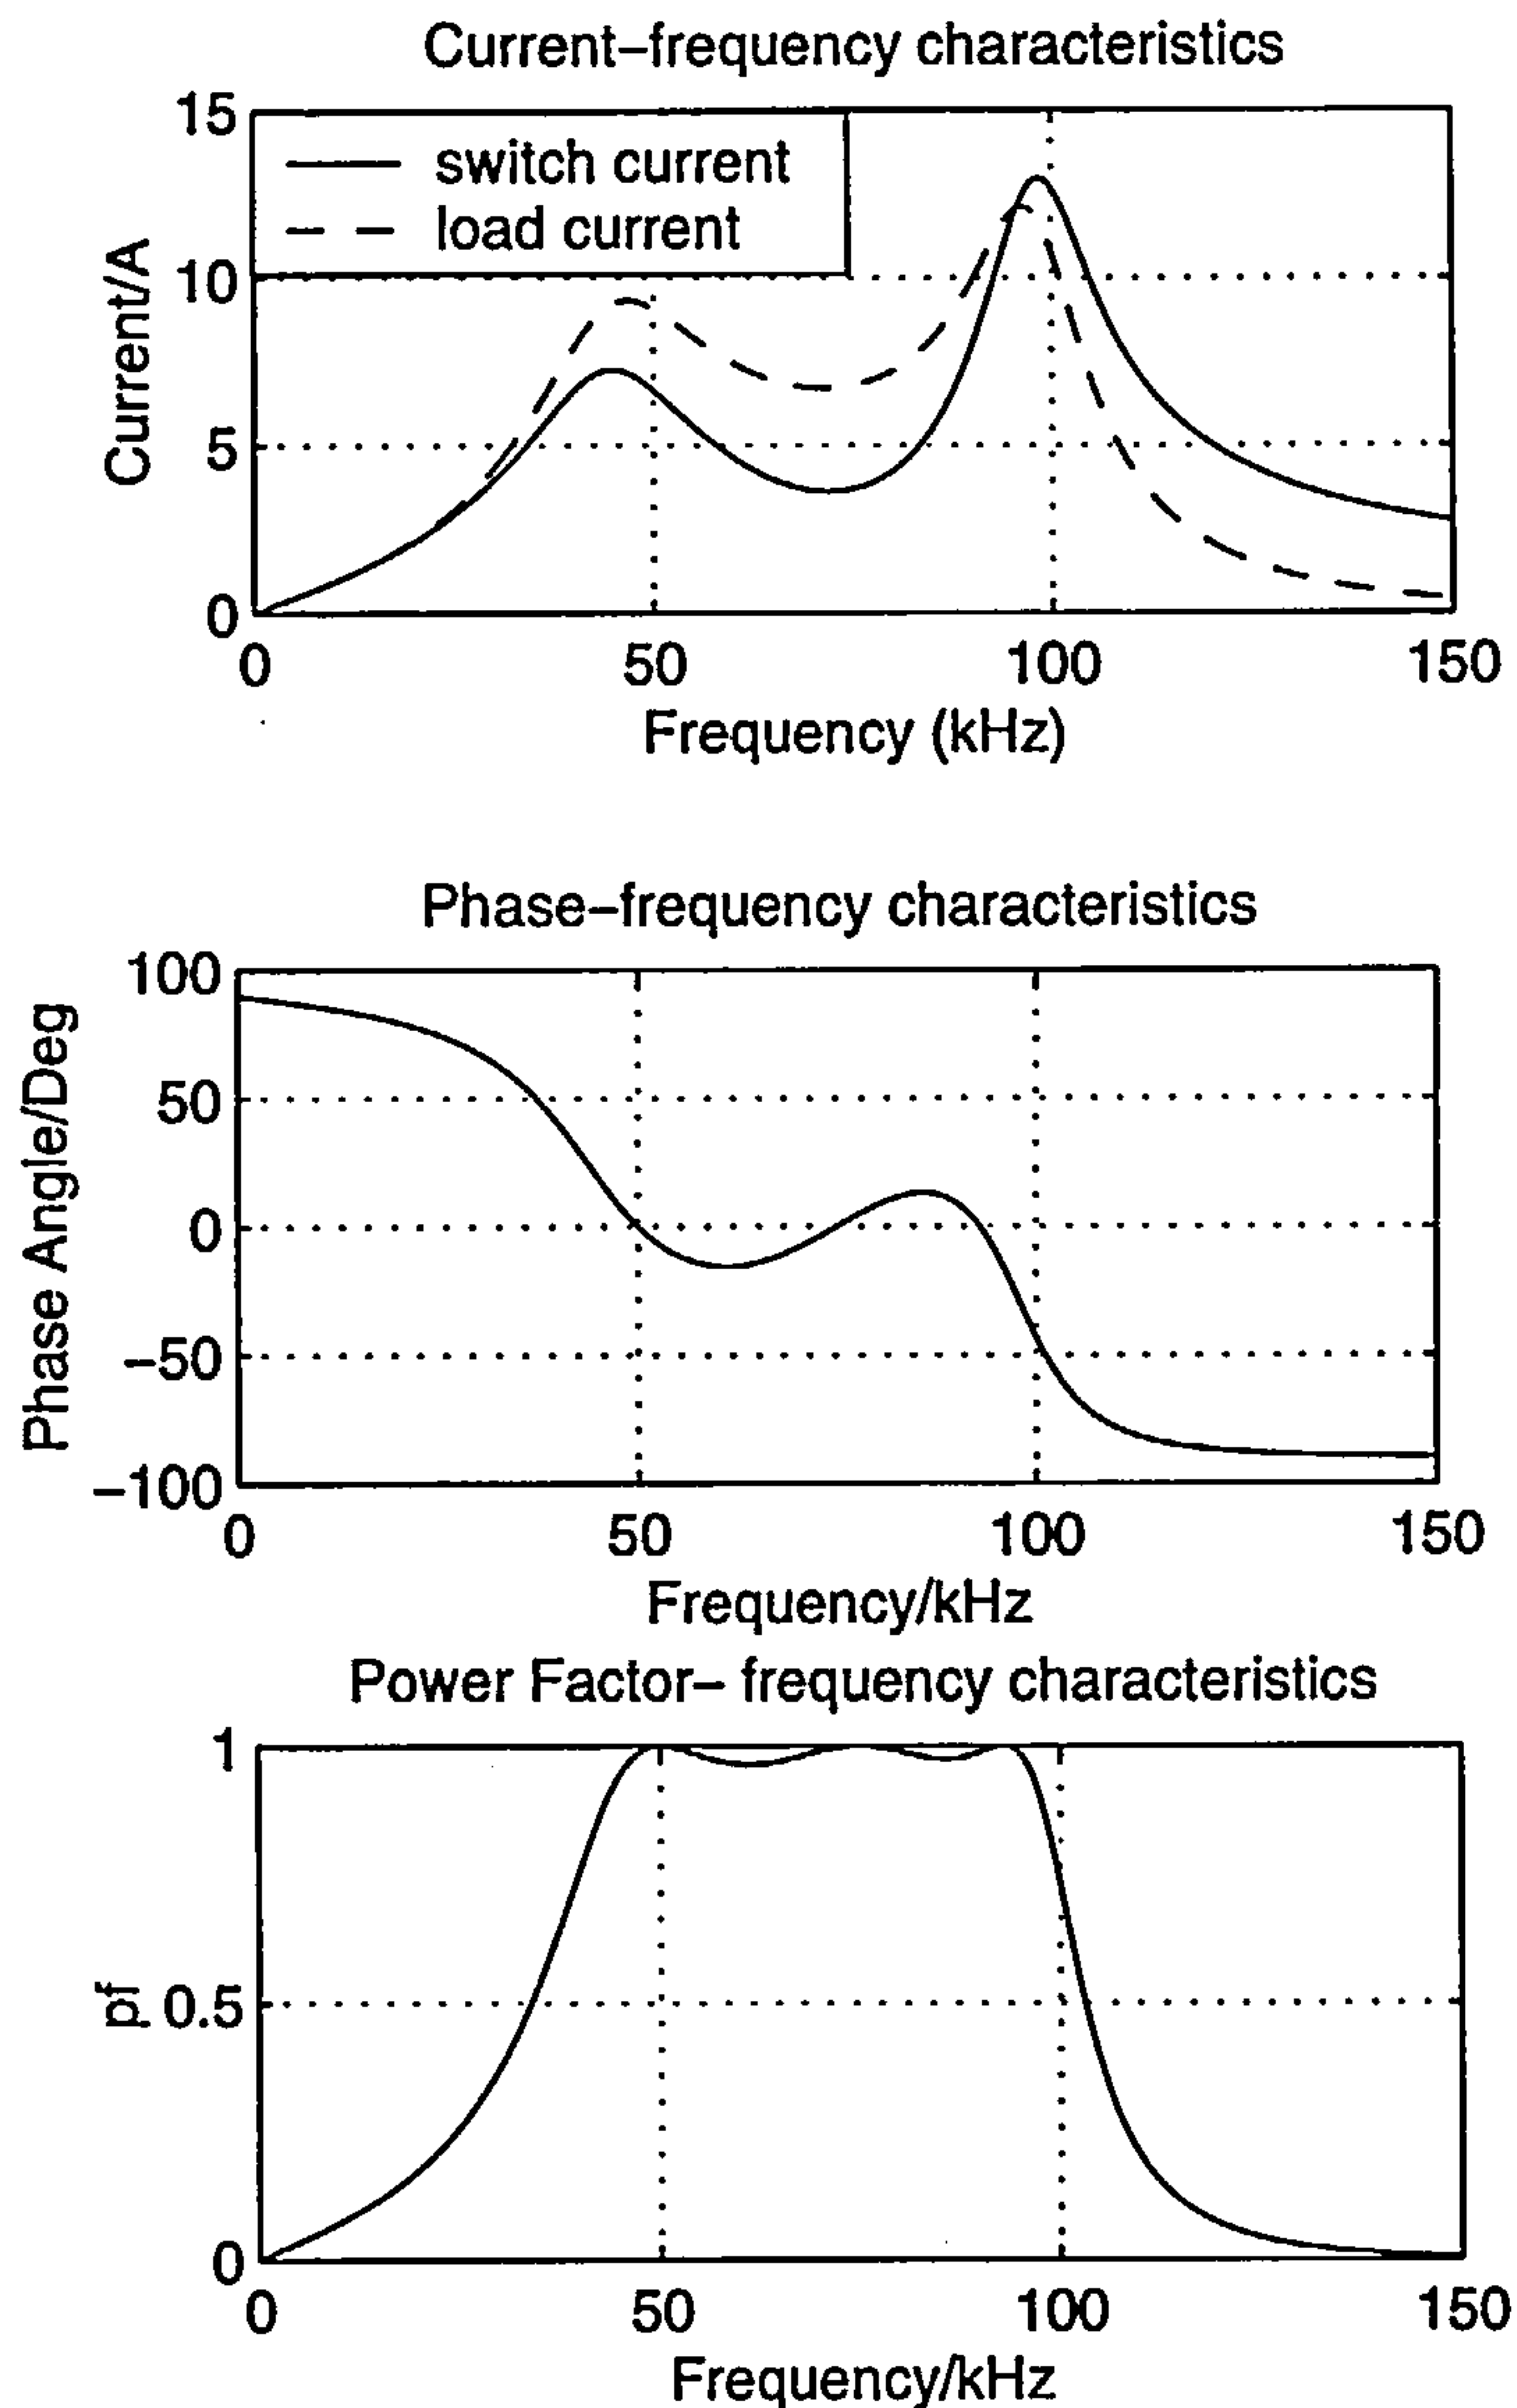 Current–frequency characteristics
15
switch current
load current
10
Current/A
5
0
0 50 100 150
Frequency (kHz)
Phase–frequency characteristics
100
50
Phase Angle/Deg
0
–50
–100
0 50 100 150
Frequency/kHz
Power Factor– frequency characteristics
1
pf 0.5
0
0 50 100 150
Frequency/kHz